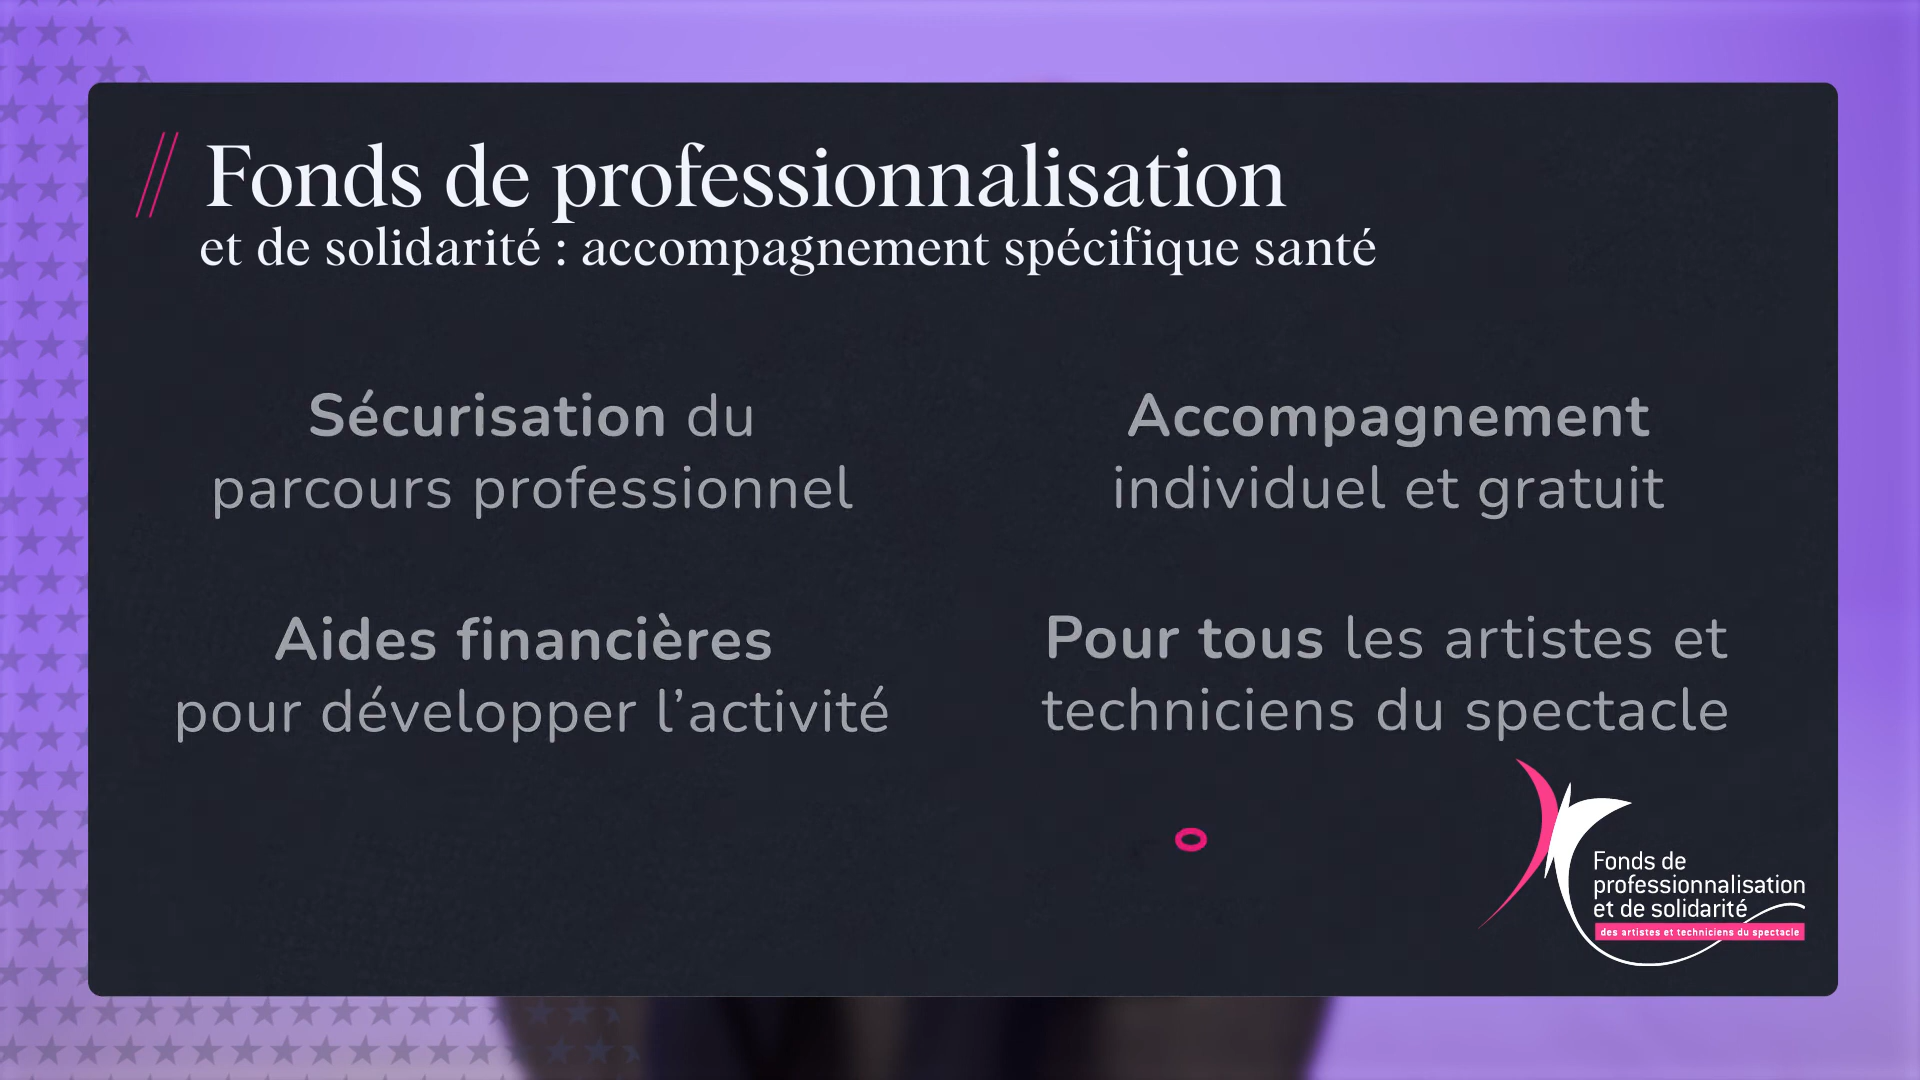 Fonds de professionnalisation
et de solidarité : accompagnement spécifique santé
Sécurisation du
parcours professionnel
Accompagnement
individuel et gratuit
Aides financières
pour développer l’activité
Pour tous les artistes et
techniciens du spectacle
Fonds de
professionnalisation
et de solidarité
des artistes et techniciens du spectacle